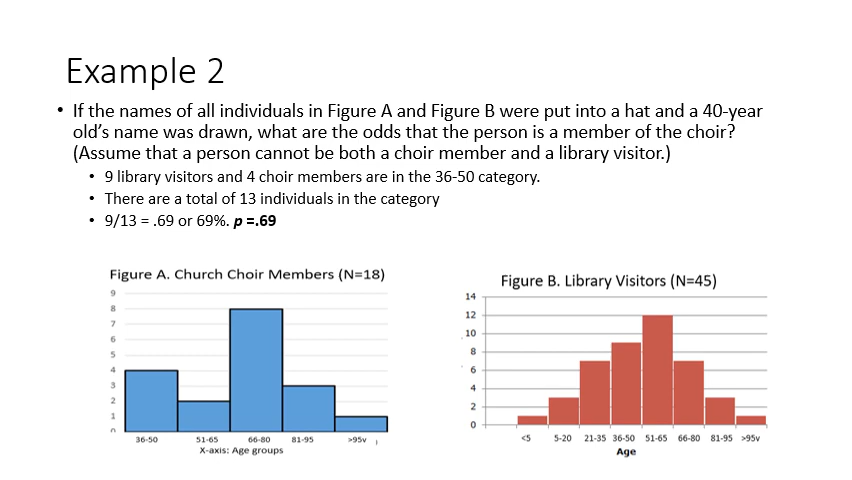 Example 2
• If the names of all individuals in Figure A and Figure B were put into a hat and a 40-year
old's name was drawn, what are the odds that the person is a member of the choir?
(Assume that a person cannot be both a choir member and a library visitor.)
• 9 library visitors and 4 choir members are in the 36-50 category.
• There are a total of 13 individuals in the category
• 9/13 = .69 or 69%. p =.69
Figure A. Church Choir Members (N=18)
9
8
7
6
5
4
3
2
1
0
36-50 51-65 66-80 81-95 >95v
X-axis: Age groups
Figure B. Library Visitors (N=45)
14
12
10
8
6
4
2
0
<5 5-20 21-35 36-50 51-65 66-80 81-95 >95v
Age